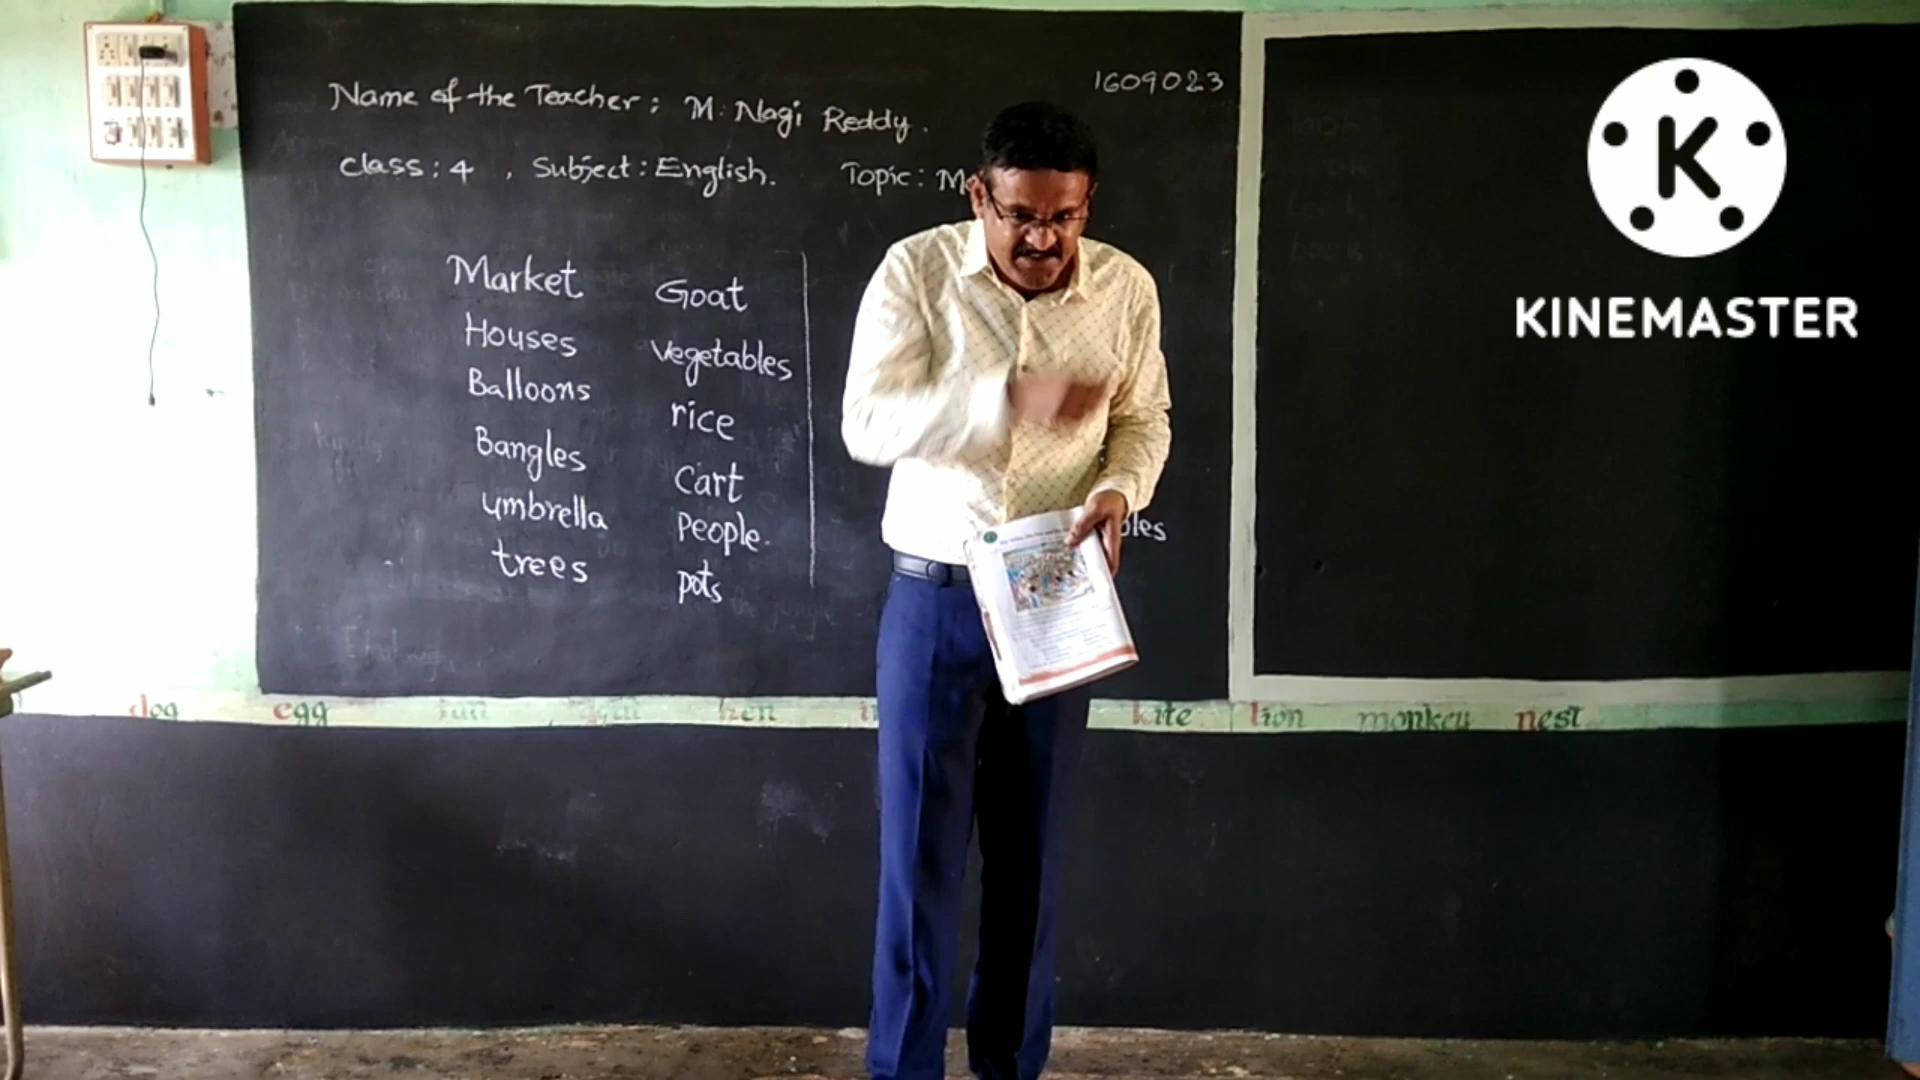 1609023
Name of the Teacher: M. Nagi Reddy.
Class: 4 , Subject: English. Topic:
Market Goat
Houses Vegetables
Balloons rice
Bangles Cart
umbrella People.
trees pots
dog egg hen kite lion monkey nest
K
KINEMASTER